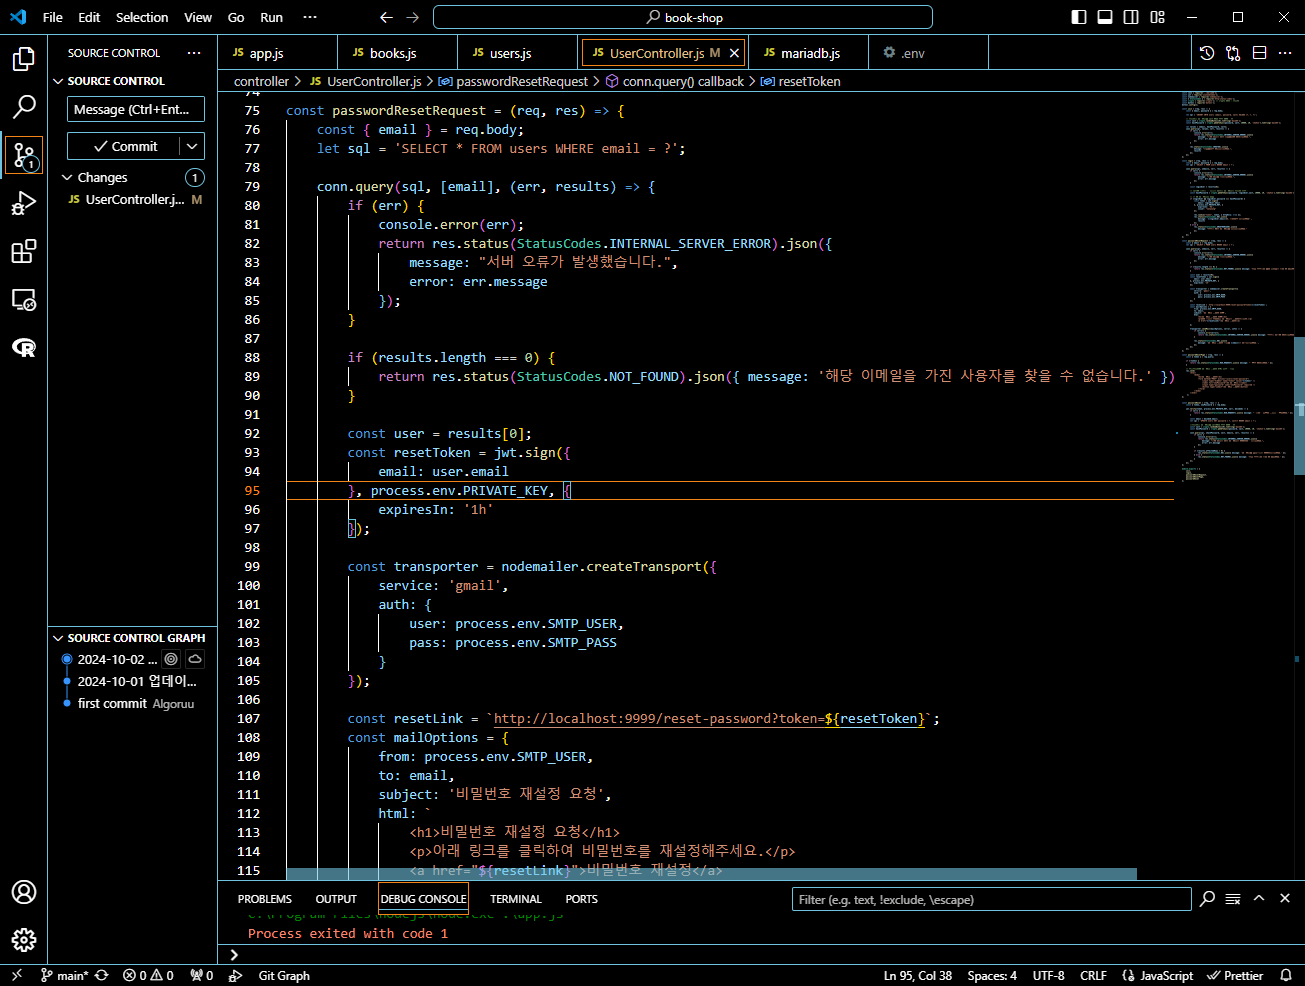 File Edit Selection View Go Run ···
book-shop
SOURCE CONTROL ···
SOURCE CONTROL
Message (Ctrl+Ent...
Commit
Changes 1
JS UserController.j... M
SOURCE CONTROL GRAPH
2024-10-02 ...
2024-10-01 업데이...
first commit Algoruu
1
JS app.js
JS books.js
JS users.js
JS UserController.js M
JS mariadb.js
.env
controller > JS UserController.js > passwordResetRequest > conn.query() callback > resetToken
74
75 const passwordResetRequest = (req, res) => {
76 const { email } = req.body;
77 let sql = 'SELECT * FROM users WHERE email = ?';
78
79 conn.query(sql, [email], (err, results) => {
80 if (err) {
81 console.error(err);
82 return res.status(StatusCodes.INTERNAL_SERVER_ERROR).json({
83 message: "서버 오류가 발생했습니다.",
84 error: err.message
85 });
86 }
87
88 if (results.length === 0) {
89 return res.status(StatusCodes.NOT_FOUND).json({ message: '해당 이메일을 가진 사용자를 찾을 수 없습니다.' })
90 }
91
92 const user = results[0];
93 const resetToken = jwt.sign({
94 email: user.email
95 }, process.env.PRIVATE_KEY, {
96 expiresIn: '1h'
97 });
98
99 const transporter = nodemailer.createTransport({
100 service: 'gmail',
101 auth: {
102 user: process.env.SMTP_USER,
103 pass: process.env.SMTP_PASS
104 }
105 });
106
107 const resetLink = `http://localhost:9999/reset-password?token=${resetToken}`;
108 const mailOptions = {
109 from: process.env.SMTP_USER,
110 to: email,
111 subject: '비밀번호 재설정 요청',
112 html: `
113 <h1>비밀번호 재설정 요청</h1>
114 <p>아래 링크를 클릭하여 비밀번호를 재설정해주세요.</p>
115 <a href="${resetLink}">비밀번호 재설정</a>
PROBLEMS OUTPUT DEBUG CONSOLE TERMINAL PORTS
Filter (e.g. text, !exclude, \escape)
C:\Program Files\nodejs\node.exe .\app.js
Process exited with code 1
main* 0 0 0 Git Graph
Ln 95, Col 38 Spaces: 4 UTF-8 CRLF JavaScript Prettier